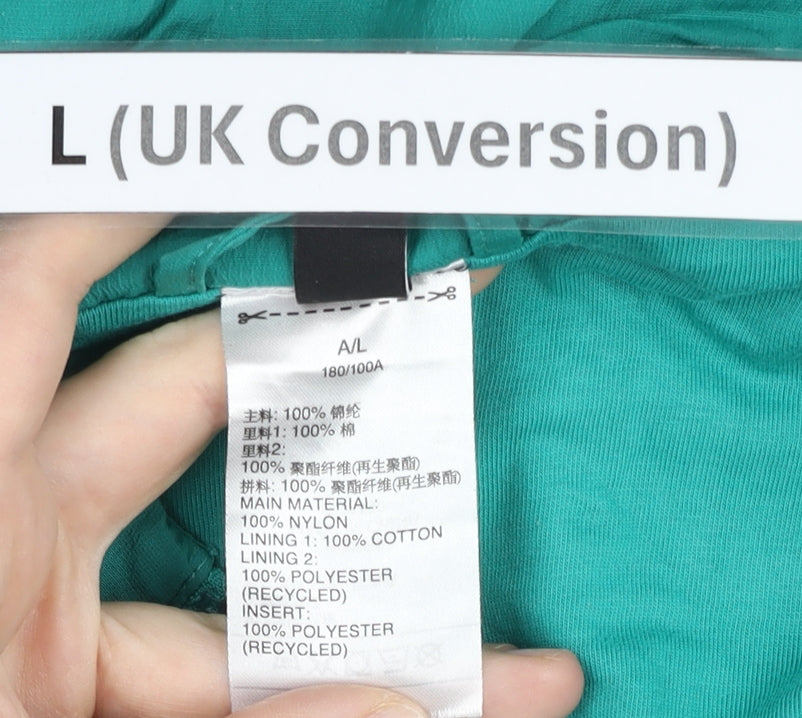 L (UK Conversion)
A/L
180/100A
主料: 100% 锦纶
里料1: 100% 棉
里料2:
100% 聚酯纤维(再生聚酯)
拼料: 100% 聚酯纤维(再生聚酯)
MAIN MATERIAL:
100% NYLON
LINING 1: 100% COTTON
LINING 2:
100% POLYESTER
(RECYCLED)
INSERT:
100% POLYESTER
(RECYCLED)